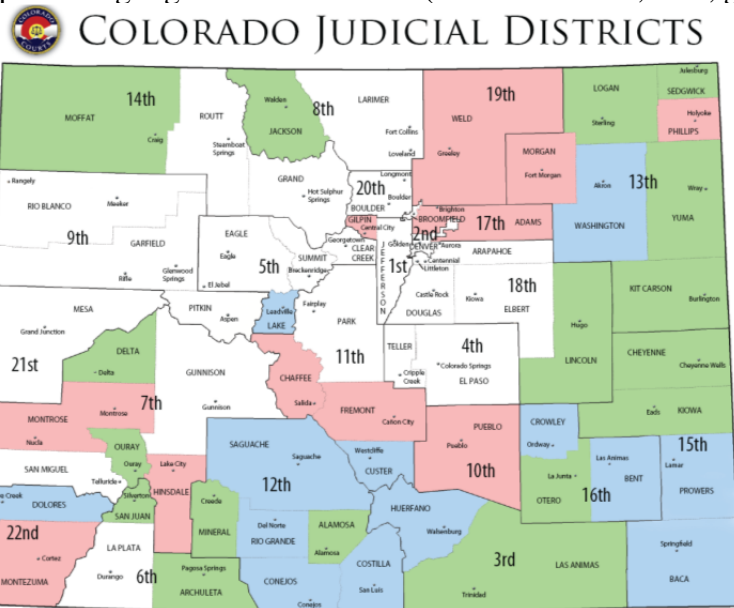 COLORADO JUDICIAL DISTRICTS
COURTS
14th
MOFFAT
Craig
ROUTT
Steamboat
Springs
Walden
JACKSON
8th
LARIMER
Fort Collins
Loveland
19th
WELD
Greeley
LOGAN
Sterling
Julesburg
SEDGWICK
Holyoke
PHILLIPS
MORGAN
Fort Morgan
Akron
13th
WASHINGTON
Wray
YUMA
Rangely
RIO BLANCO
Meeker
9th
GARFIELD
Rifle
Glenwood
Springs
GRAND
Hot Sulphur
Springs
Longmont
20th
Boulder
BOULDER
GILPIN
Central City
Georgetown
CLEAR
CREEK
Brighton
BROOMFIELD
17th
ADAMS
2nd
Golden
DENVER
Aurora
ARAPAHOE
1st
Centennial
Littleton
JEFFERSON
EAGLE
Eagle
El Jebel
5th
SUMMIT
Breckenridge
Castle Rock
Kiowa
18th
ELBERT
DOUGLAS
KIT CARSON
Burlington
MESA
Grand Junction
21st
PITKIN
Aspen
Leadville
LAKE
Fairplay
PARK
11th
TELLER
Cripple
Creek
4th
Colorado Springs
EL PASO
Hugo
LINCOLN
CHEYENNE
Cheyenne Wells
DELTA
Delta
GUNNISON
Gunnison
CHAFFEE
Salida
FREMONT
Cañon City
7th
MONTROSE
Montrose
Nucla
Eads
KIOWA
PUEBLO
Pueblo
10th
CROWLEY
Ordway
Las Animas
BENT
15th
Lamar
PROWERS
OURAY
Ouray
SAN MIGUEL
Telluride
Lake City
HINSDALE
SAGUACHE
Saguache
12th
Westcliffe
CUSTER
La Junta
OTERO
16th
Creek
DOLORES
Silverton
SAN JUAN
Creede
MINERAL
Del Norte
RIO GRANDE
ALAMOSA
Alamosa
HUERFANO
Walsenburg
22nd
Cortez
MONTEZUMA
LA PLATA
Durango
6th
Pagosa Springs
ARCHULETA
CONEJOS
Conejos
COSTILLA
San Luis
3rd
Trinidad
LAS ANIMAS
Springfield
BACA